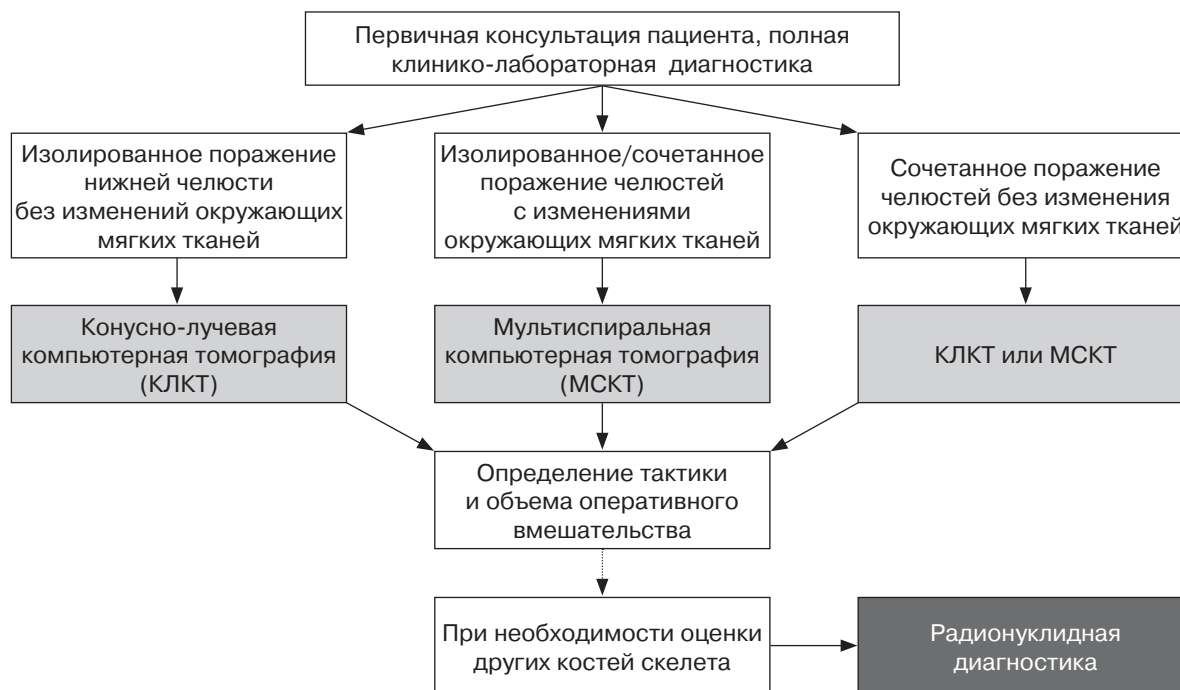 Первичная консультация пациента, полная
клинико-лабораторная диагностика
Изолированное поражение
нижней челюсти
без изменений окружающих
мягких тканей
Изолированное/сочетанное
поражение челюстей
с изменениями
окружающих мягких тканей
Сочетанное поражение
челюстей без изменения
окружающих мягких тканей
Конусно-лучевая
компьютерная томография
(КЛКТ)
Мультиспиральная
компьютерная томография
(МСКТ)
КЛКТ или МСКТ
Определение тактики
и объема оперативного
вмешательства
При необходимости оценки
других костей скелета
Радионуклидная
диагностика